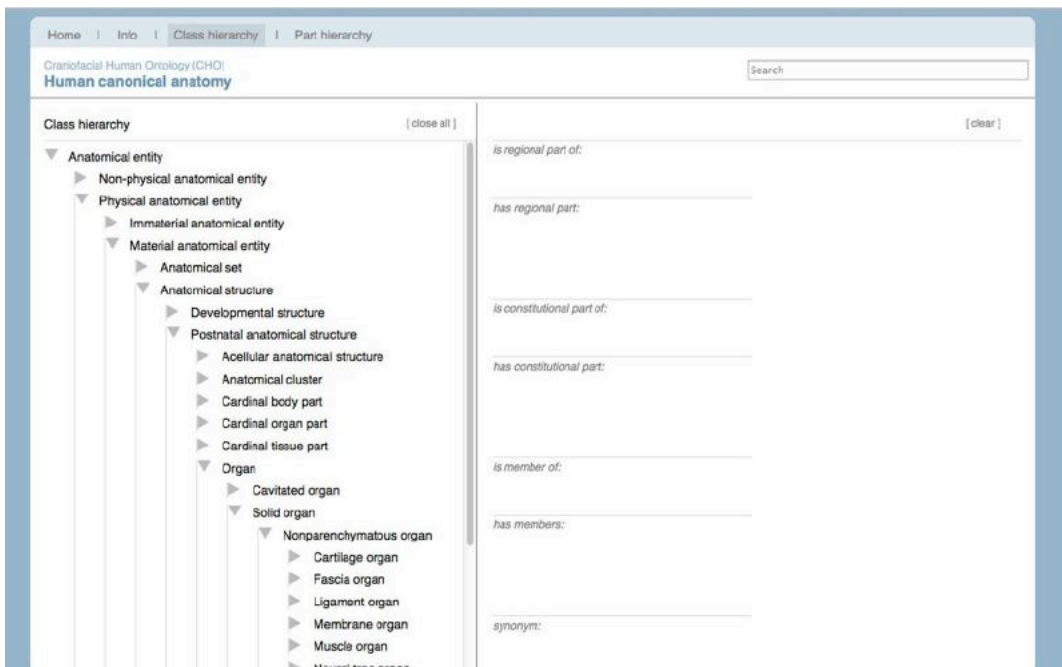 Home | Info | Class hierarchy | Part hierarchy
Craniofacial Human Ontology (CHO)
Human canonical anatomy
Search
Class hierarchy
[ close all ]
Anatomical entity
Non-physical anatomical entity
Physical anatomical entity
Immaterial anatomical entity
Material anatomical entity
Anatomical set
Anatomical structure
Developmental structure
Postnatal anatomical structure
Acellular anatomical structure
Anatomical cluster
Cardinal body part
Cardinal organ part
Cardinal tissue part
Organ
Cavitated organ
Solid organ
Nonparenchymatous organ
Cartilage organ
Fascia organ
Ligament organ
Membrane organ
Muscle organ
[ clear ]
is regional part of:
has regional part:
is constitutional part of:
has constitutional part:
is member of:
has members:
synonym: